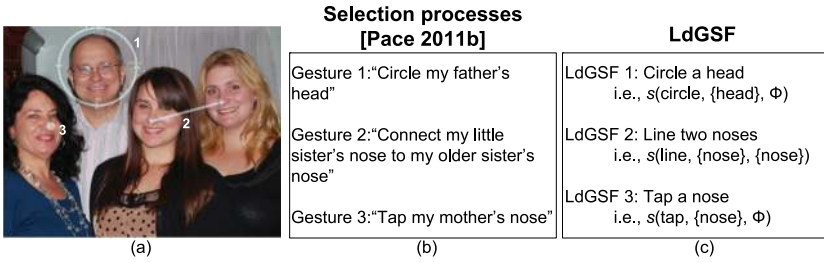 Selection processes
[Pace 2011b]
LdGSF
1
2
3
Gesture 1:“Circle my father’s
head”
Gesture 2:“Connect my little
sister’s nose to my older sister’s
nose”
Gesture 3:“Tap my mother’s nose”
LdGSF 1: Circle a head
i.e., s(circle, {head}, Φ)
LdGSF 2: Line two noses
i.e., s(line, {nose}, {nose})
LdGSF 3: Tap a nose
i.e., s(tap, {nose}, Φ)
(a)
(b)
(c)